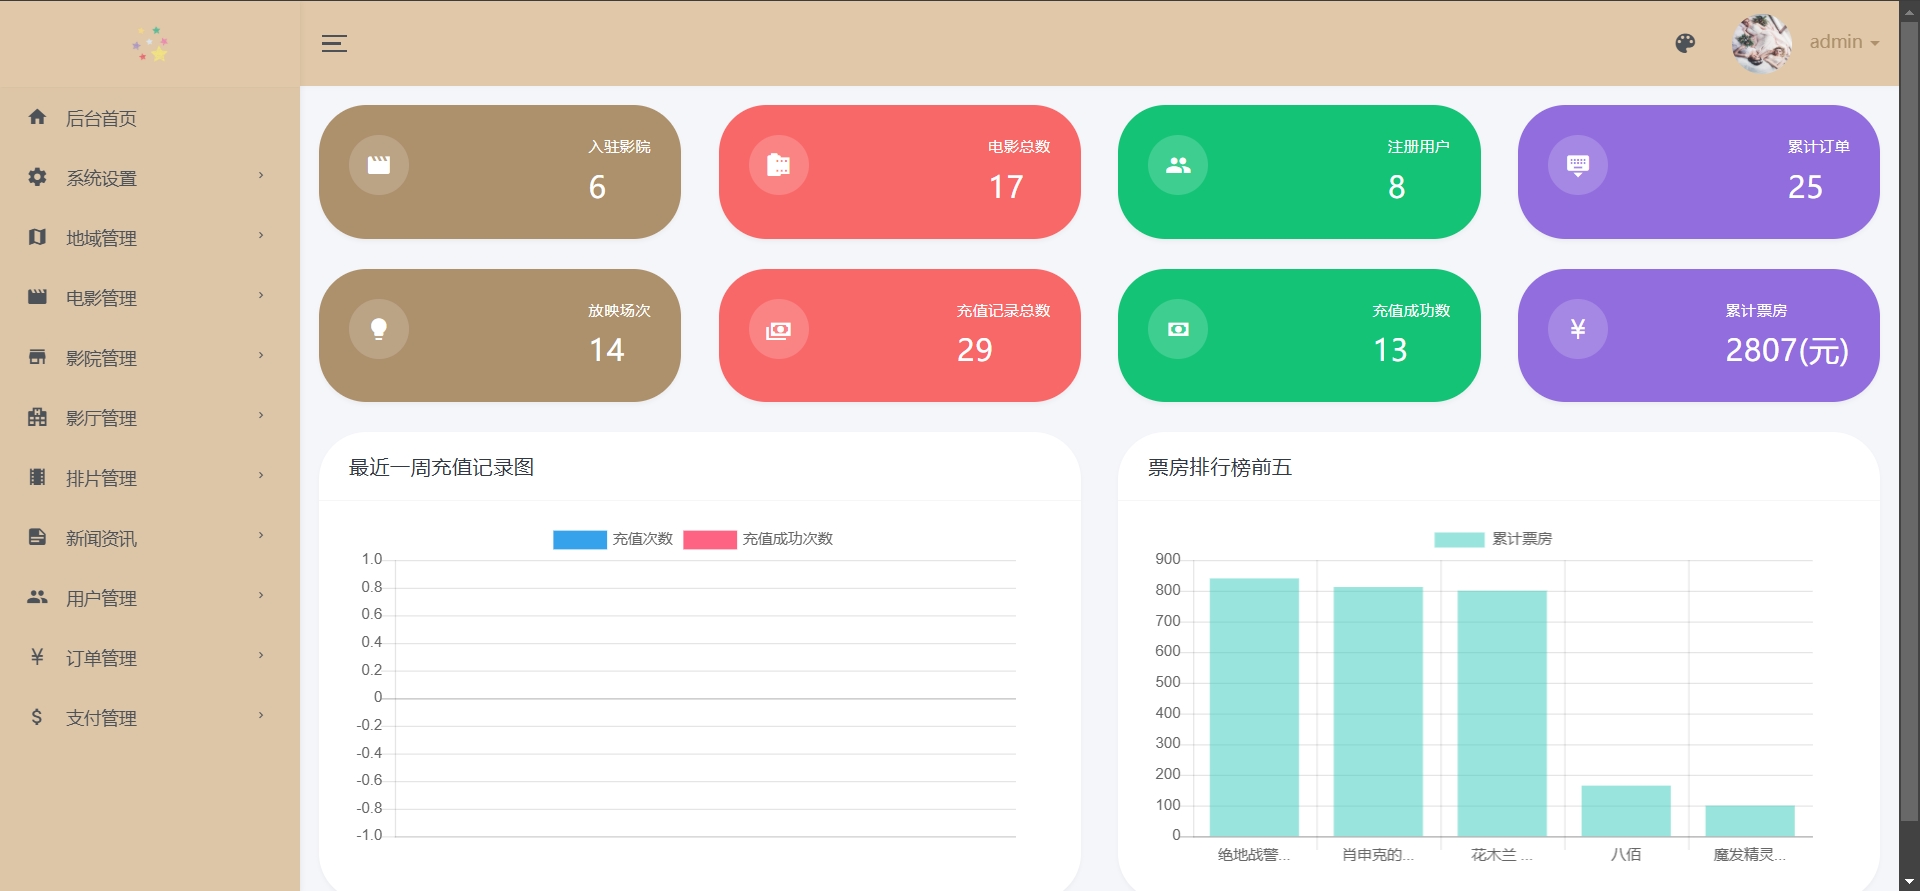 admin
后台首页
系统设置
地域管理
电影管理
影院管理
影厅管理
排片管理
新闻资讯
用户管理
订单管理
支付管理
入驻影院
6
电影总数
17
注册用户
8
累计订单
25
放映场次
14
充值记录总数
29
充值成功数
13
累计票房
2807(元)
最近一周充值记录图
充值次数 充值成功次数
1.0
0.8
0.6
0.4
0.2
0
-0.2
-0.4
-0.6
-0.8
-1.0
票房排行榜前五
累计票房
900
800
700
600
500
400
300
200
100
0
绝地战警... 肖申克的... 花木兰 ... 八佰 魔发精灵...